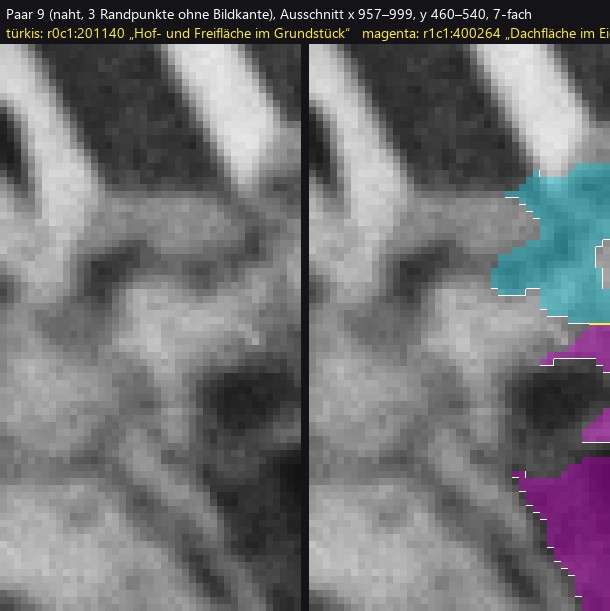 Paar 9 (naht, 3 Randpunkte ohne Bildkante), Ausschnitt x 957–999, y 460–540, 7-fach
türkis: r0c1:201140 „Hof- und Freifläche im Grundstück“ magenta: r1c1:400264 „Dachfläche im Ei